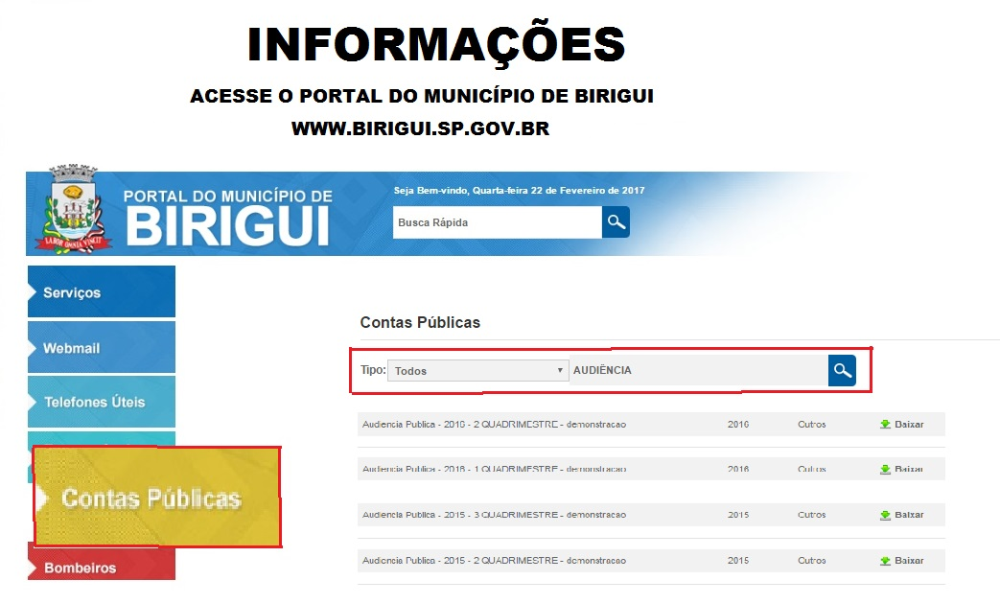 INFORMAÇÕES
ACESSE O PORTAL DO MUNICÍPIO DE BIRIGUI
WWW.BIRIGUI.SP.GOV.BR
PORTAL DO MUNICÍPIO DE
BIRIGUI
LABOR OMNIA VINCIT
Seja Bem-vindo, Quarta-feira 22 de Fevereiro de 2017
Busca Rápida
Serviços
Webmail
Telefones Úteis
Contas Públicas
Bombeiros
Contas Públicas
Tipo: Todos AUDIÊNCIA
Audiencia Publica - 2016 - 2 QUADRIMESTRE - demonstracao 2016 Outros Baixar
Audiencia Publica - 2016 - 1 QUADRIMESTRE - demonstracao 2016 Outros Baixar
Audiencia Publica - 2015 - 3 QUADRIMESTRE - demonstracao 2015 Outros Baixar
Audiencia Publica - 2015 - 2 QUADRIMESTRE - demonstracao 2015 Outros Baixar